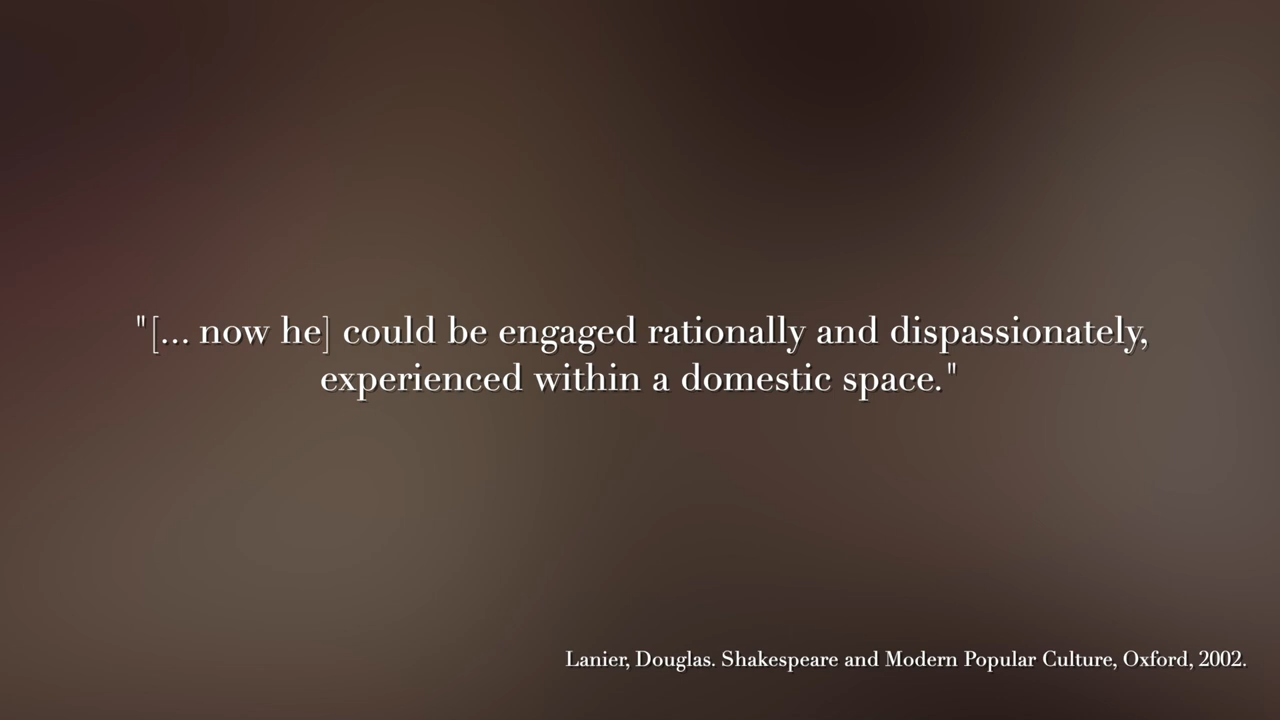 "[... now he] could be engaged rationally and dispassionately,
experienced within a domestic space."
Lanier, Douglas. Shakespeare and Modern Popular Culture, Oxford, 2002.